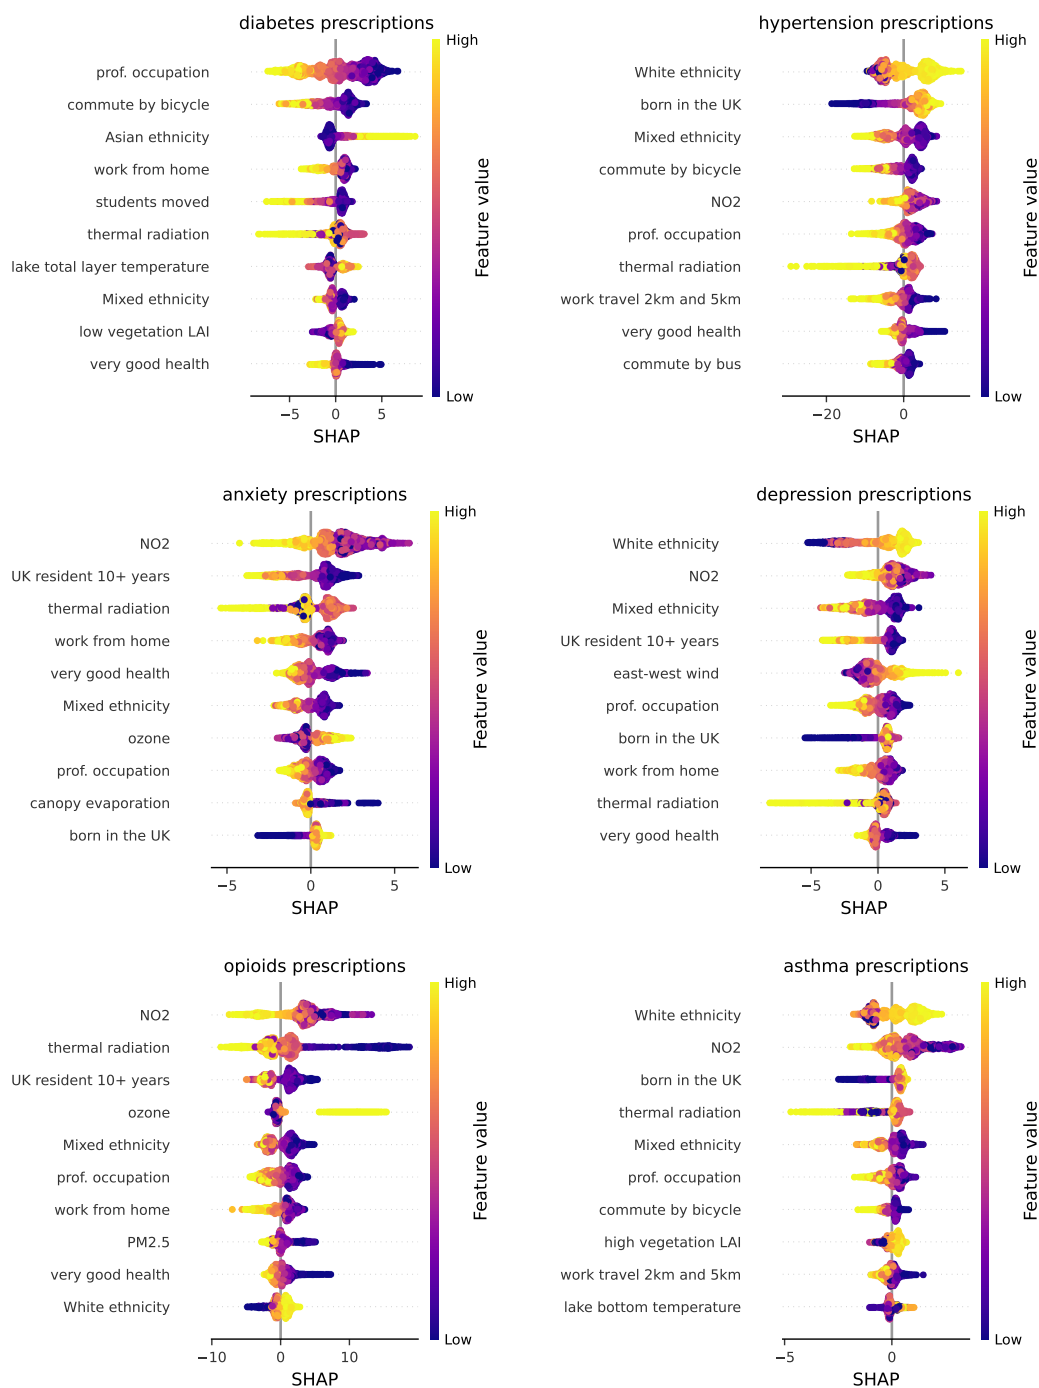 diabetes prescriptions
High
prof. occupation
commute by bicycle
Asian ethnicity
work from home
students moved
thermal radiation
lake total layer temperature
Mixed ethnicity
low vegetation LAI
very good health
Low
Feature value
−5 0 5
SHAP
hypertension prescriptions
High
White ethnicity
born in the UK
Mixed ethnicity
commute by bicycle
NO2
prof. occupation
thermal radiation
work travel 2km and 5km
very good health
commute by bus
Low
Feature value
−20 0
SHAP
anxiety prescriptions
High
NO2
UK resident 10+ years
thermal radiation
work from home
very good health
Mixed ethnicity
ozone
prof. occupation
canopy evaporation
born in the UK
Low
Feature value
−5 0 5
SHAP
depression prescriptions
High
White ethnicity
NO2
Mixed ethnicity
UK resident 10+ years
east-west wind
prof. occupation
born in the UK
work from home
thermal radiation
very good health
Low
Feature value
−5 0 5
SHAP
opioids prescriptions
High
NO2
thermal radiation
UK resident 10+ years
ozone
Mixed ethnicity
prof. occupation
work from home
PM2.5
very good health
White ethnicity
Low
Feature value
−10 0 10
SHAP
asthma prescriptions
High
White ethnicity
NO2
born in the UK
thermal radiation
Mixed ethnicity
prof. occupation
commute by bicycle
high vegetation LAI
work travel 2km and 5km
lake bottom temperature
Low
Feature value
−5 0
SHAP